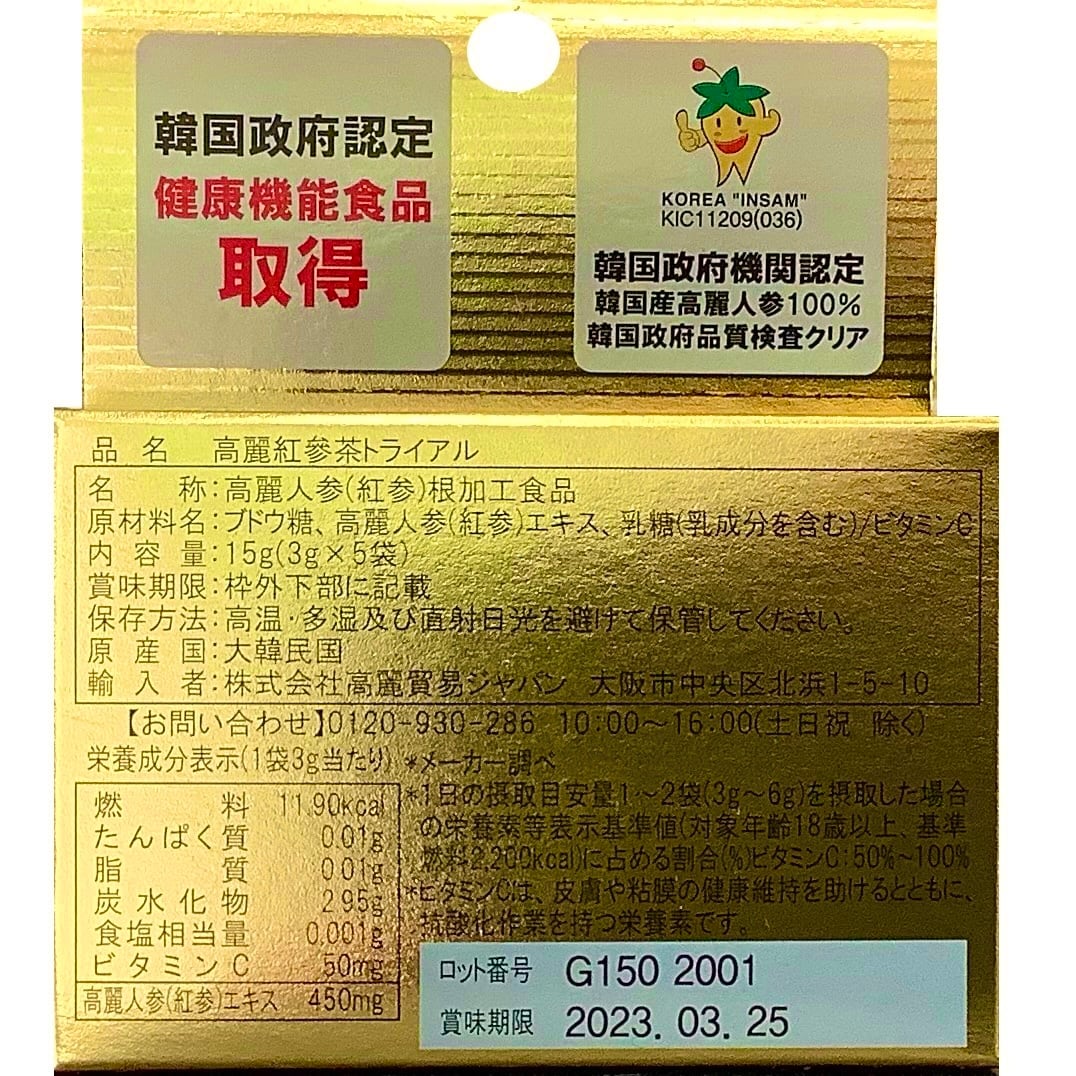 韓国政府認定
健康機能食品
取得
KOREA "INSAM"
KIC11209(036)
韓国政府機関認定
韓国産高麗人参100%
韓国政府品質検査クリア
品名 高麗紅參茶トライアル
名称:高麗人参(紅参)根加工食品
原材料名:ブドウ糖、高麗人参(紅参)エキス、乳糖(乳成分を含む)/ビタミンC
内容量:15g(3g×5袋)
賞味期限:枠外下部に記載
保存方法:高温・多湿及び直射日光を避けて保管してください。
原産国:大韓民国
輸入者:株式会社高麗貿易ジャパン 大阪市中央区北浜1-5-10
【お問い合わせ】0120-930-286 10:00〜16:00(土日祝 除く)
栄養成分表示(1袋3g当たり) *メーカー調べ
燃料 11.90kcal
たんぱく質 0.01g
脂質 0.01g
炭水化物 2.95g
食塩相当量 0.001g
ビタミンC 50mg
高麗人参(紅参)エキス 450mg
*1日の摂取目安量1〜2袋(3g〜6g)を摂取した場合
の栄養素等表示基準値(対象年齢18歳以上、基準
燃料2,200kcal)に占める割合(%)ビタミンC:50%~100%
*ビタミンCは、皮膚や粘膜の健康維持を助けるとともに、
抗酸化作業を持つ栄養素です。
ロット番号 G150 2001
賞味期限 2023. 03. 25